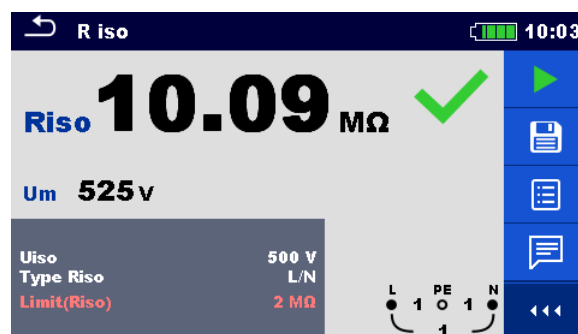 R iso 10:03
Riso 10.09 MΩ
Um 525 V
Uiso 500 V
Type Riso L/N
Limit(Riso) 2 MΩ
L PE N
1 1
1